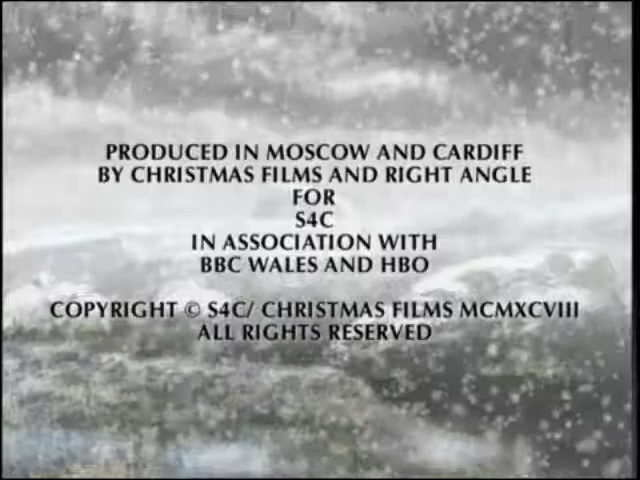 PRODUCED IN MOSCOW AND CARDIFF
BY CHRISTMAS FILMS AND RIGHT ANGLE
FOR
S4C
IN ASSOCIATION WITH
BBC WALES AND HBO
COPYRIGHT © S4C/ CHRISTMAS FILMS MCMXCVIII
ALL RIGHTS RESERVED